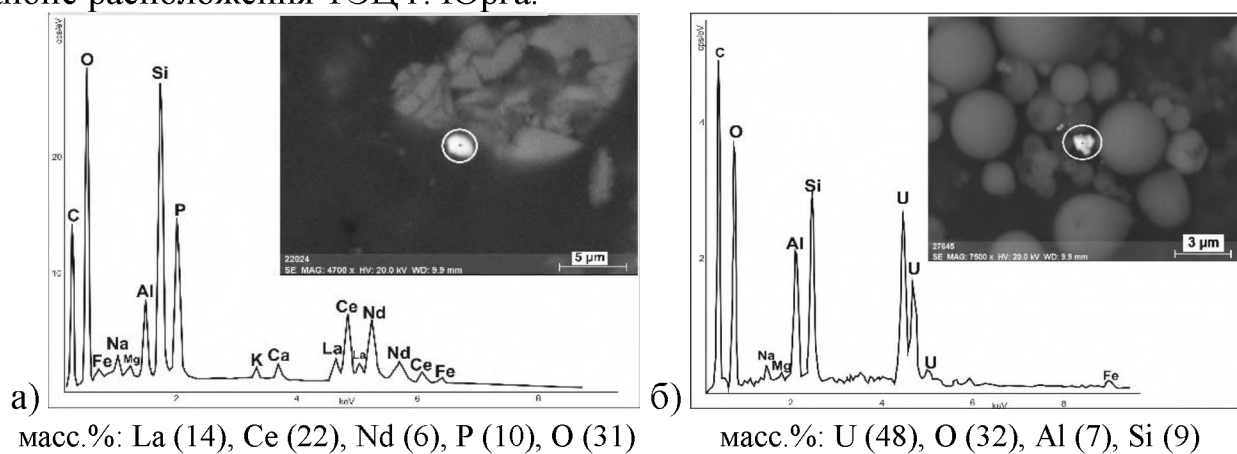 районе расположения ТЭЦ г. Юрга.
cps/eV
20
10
C
O
Fe
Na
Mg
Al
Si
P
K
Ca
La
Ce
La
Nd
Nd
Ce
Fe
2
4
6
8
keV
22024
SE MAG: 4700 x HV: 20.0 kV WD: 9.9 mm
5 µm
а)
масс.%: La (14), Ce (22), Nd (6), P (10), O (31)
cps/eV
4
2
C
O
Na
Mg
Al
Si
U
U
U
Fe
2
4
6
8
keV
27645
SE MAG: 7500 x HV: 20.0 kV WD: 9.9 mm
3 µm
б)
масс.%: U (48), O (32), Al (7), Si (9)